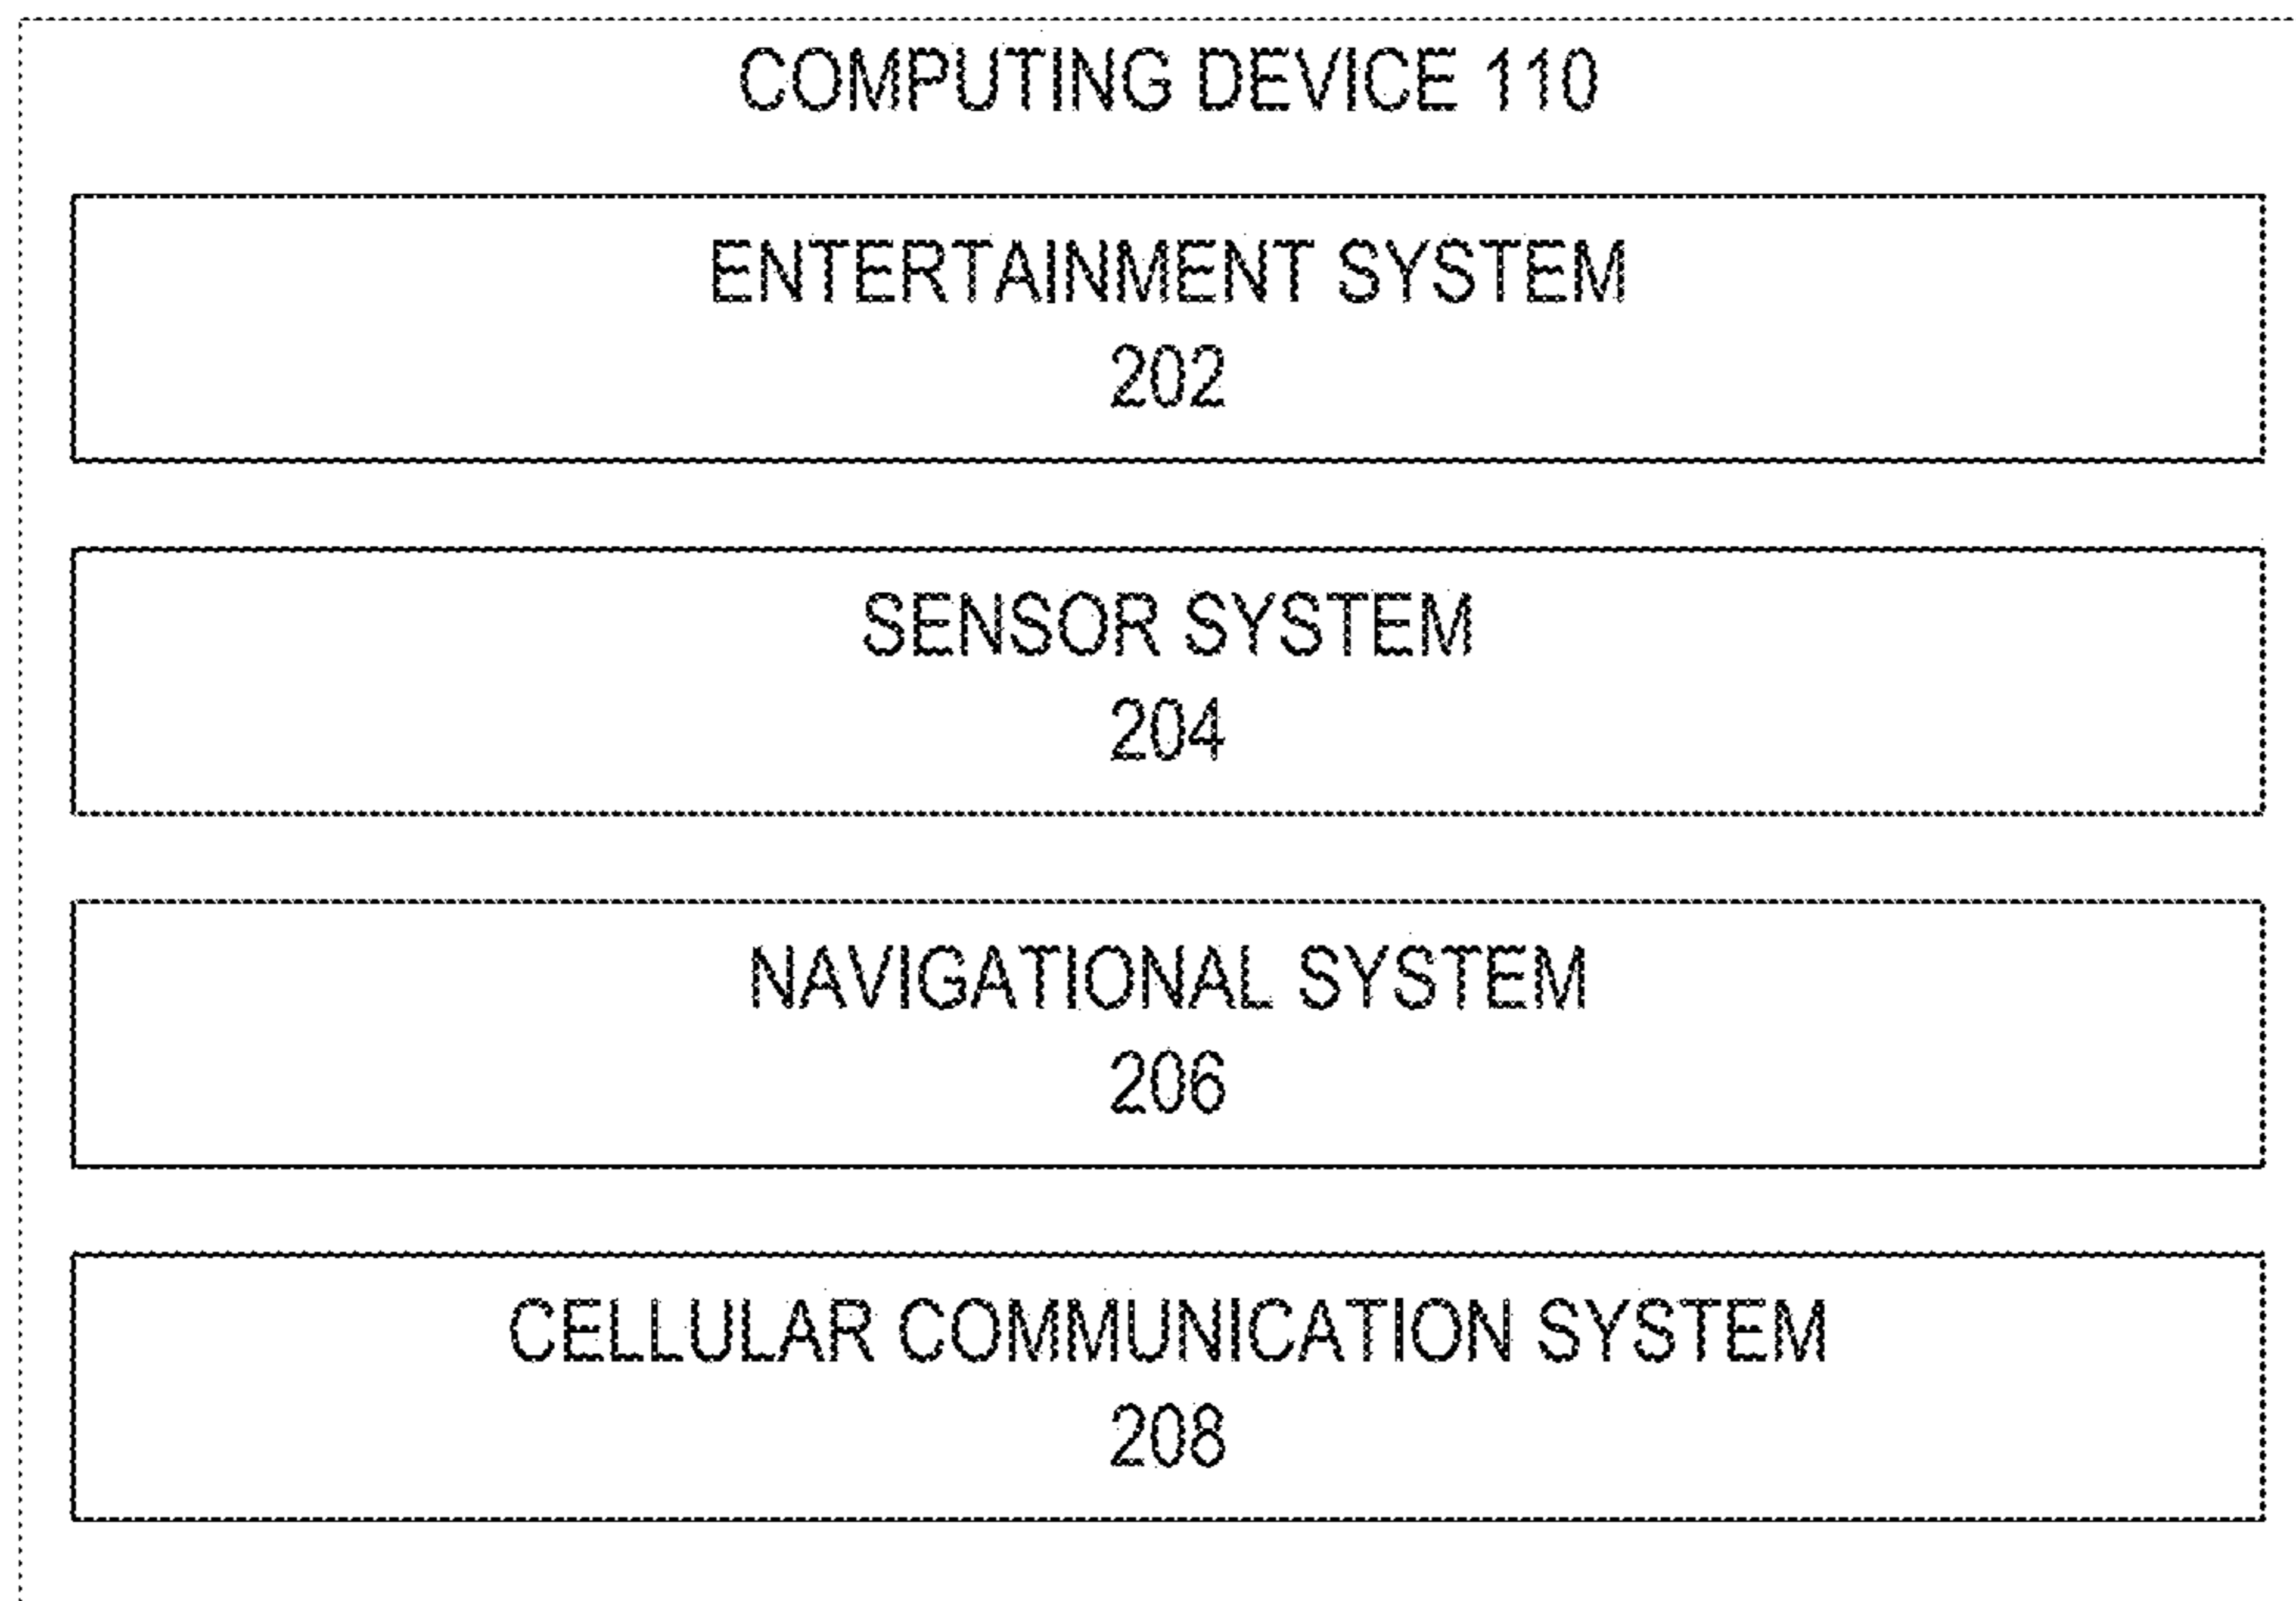 COMPUTING DEVICE 110
ENTERTAINMENT SYSTEM
202
SENSOR SYSTEM
204
NAVIGATIONAL SYSTEM
206
CELLULAR COMMUNICATION SYSTEM
208